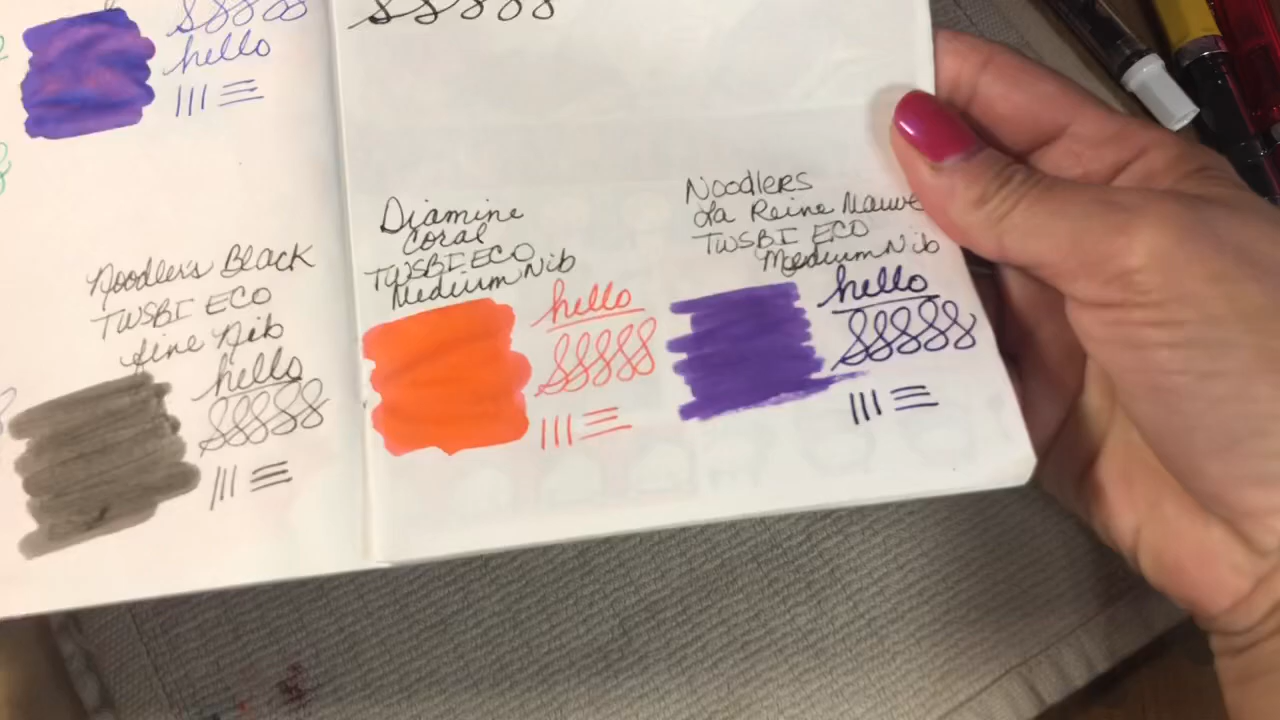 hello
Noodler's Black
TWSBI ECO
fine Nib
hello
Diamine
Coral
TWSBI ECO
Medium Nib
hello
Noodlers
La Reine Mauve
TWSBI ECO
Medium Nib
hello